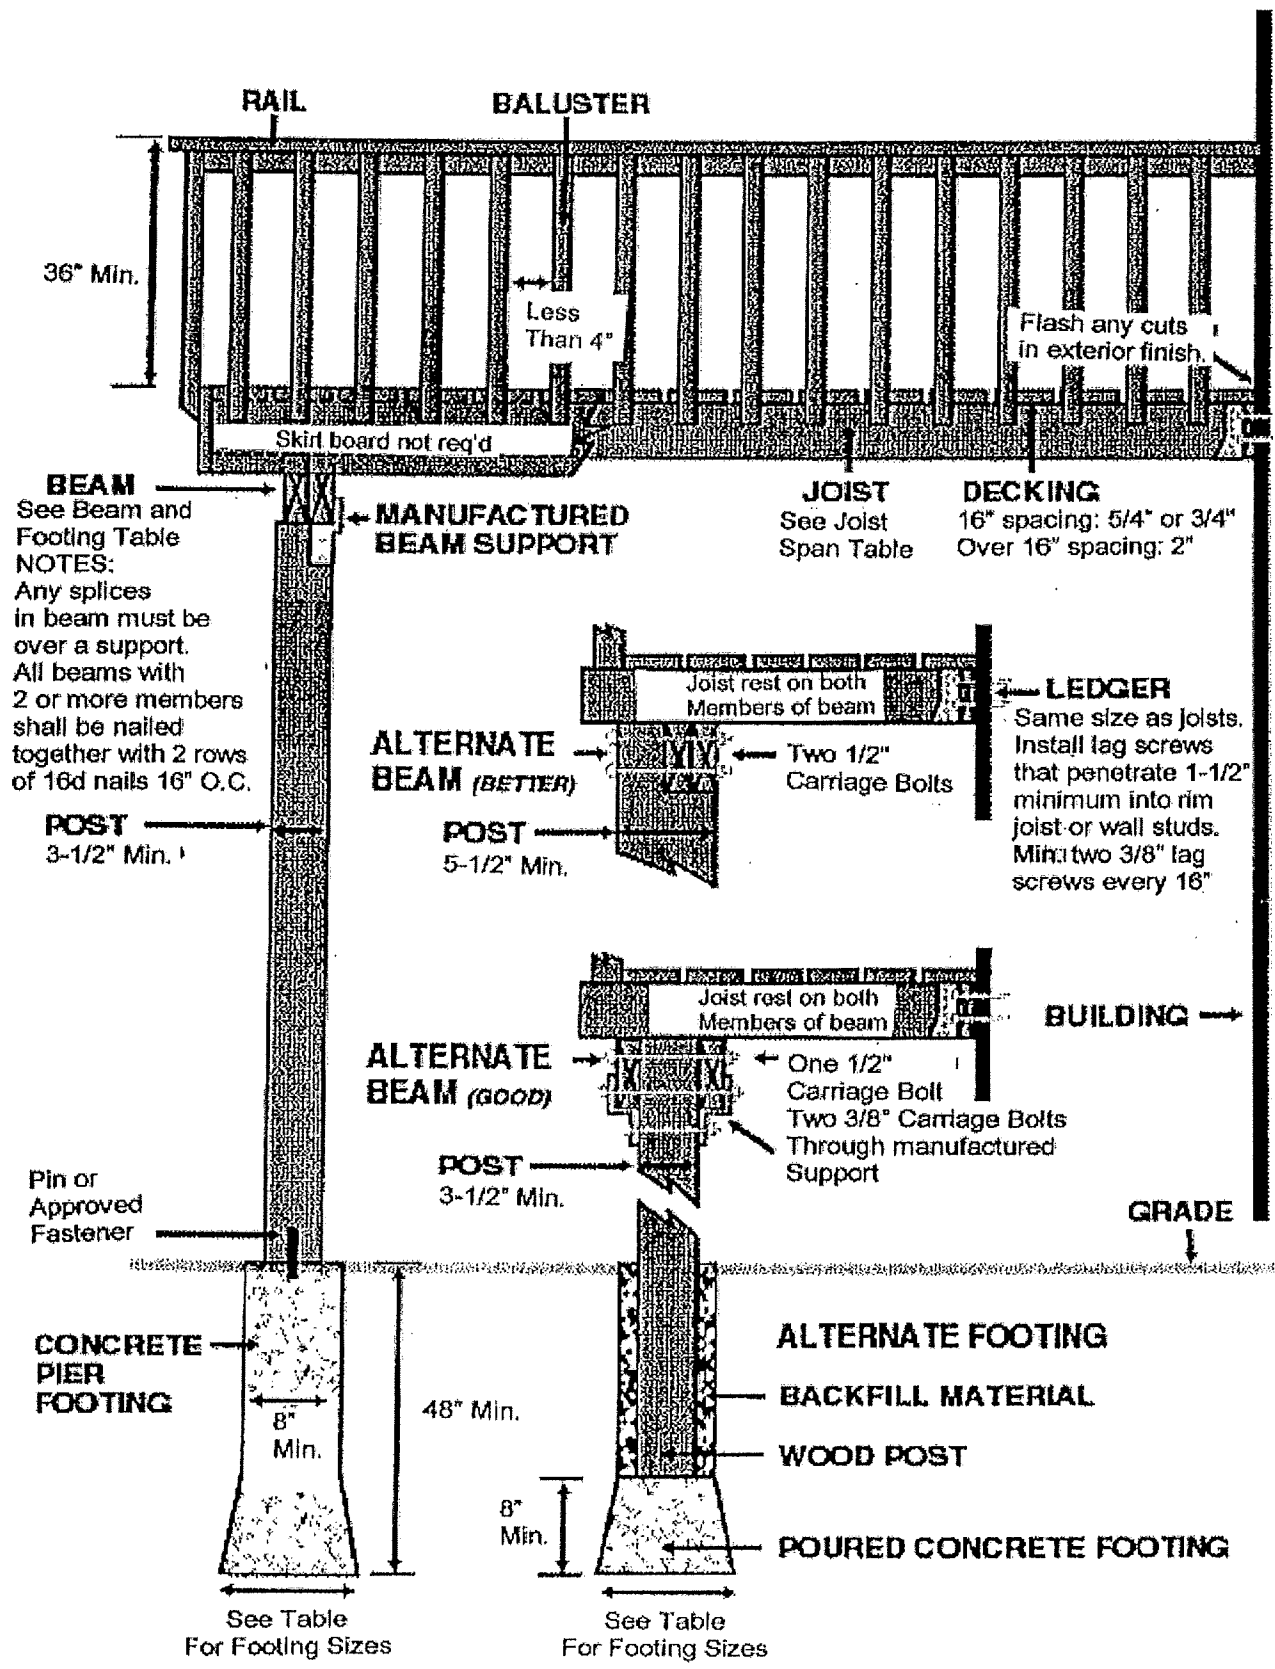 RAIL
BALUSTER
36" Min.
Less
Than 4"
Flash any cuts
in exterior finish.
Skirt board not req'd
BEAM
See Beam and
Footing Table
NOTES:
Any splices
in beam must be
over a support.
All beams with
2 or more members
shall be nailed
together with 2 rows
of 16d nails 16" O.C.
MANUFACTURED
BEAM SUPPORT
JOIST
See Joist
Span Table
DECKING
16" spacing: 5/4" or 3/4"
Over 16" spacing: 2"
Joist rest on both
Members of beam
LEDGER
Same size as joists.
Install lag screws
that penetrate 1-1/2"
minimum into rim
joist or wall studs.
Min. two 3/8" lag
screws every 16"
ALTERNATE
BEAM (BETTER)
Two 1/2"
Carriage Bolts
POST
3-1/2" Min.
POST
5-1/2" Min.
Joist rest on both
Members of beam
BUILDING
ALTERNATE
BEAM (GOOD)
One 1/2"
Carriage Bolt
Two 3/8" Carriage Bolts
Through manufactured
Support
POST
3-1/2" Min.
Pin or
Approved
Fastener
GRADE
CONCRETE
PIER
FOOTING
8"
Min.
48" Min.
ALTERNATE FOOTING
BACKFILL MATERIAL
WOOD POST
8"
Min.
POURED CONCRETE FOOTING
See Table
For Footing Sizes
See Table
For Footing Sizes